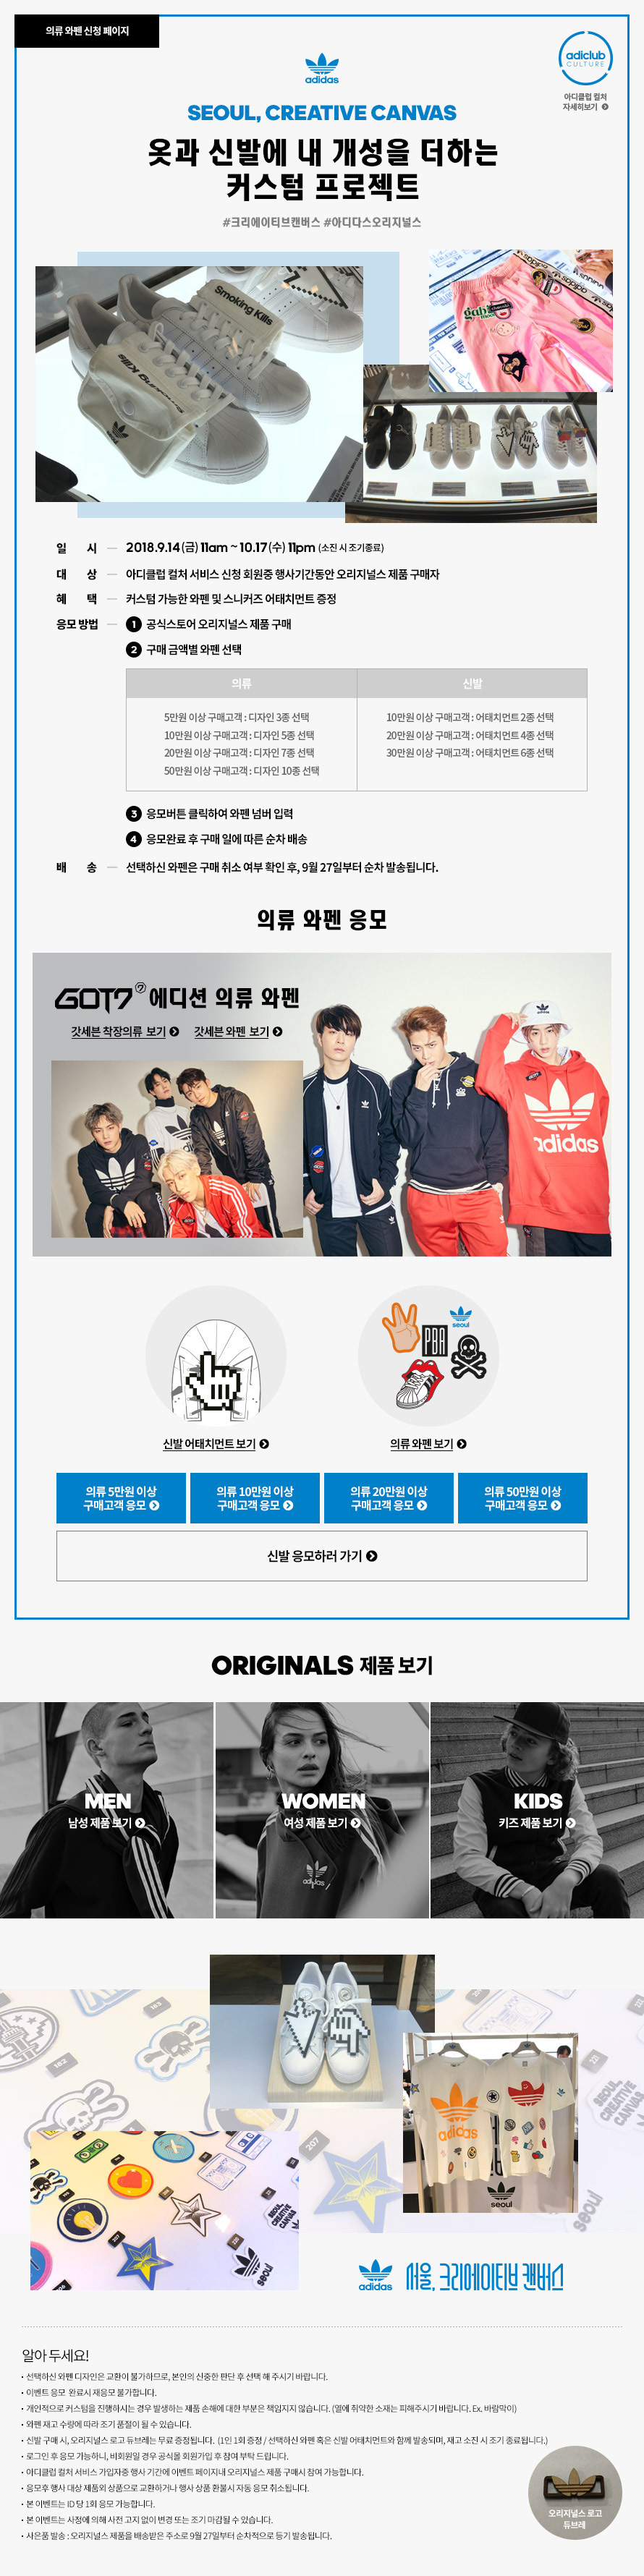 의류 와펜 신청 페이지
adiclub
CULTURE
아디클럽 컬처
자세히보기
adidas
SEOUL, CREATIVE CANVAS
옷과 신발에 내 개성을 더하는
커스텀 프로젝트
#크리에이티브캔버스 #아디다스오리지널스
Smoking Kills
일 시 — 2018.9.14(금) 11am ~ 10.17(수) 11pm (소진 시 조기종료)
대 상 — 아디클럽 컬처 서비스 신청 회원중 행사기간동안 오리지널스 제품 구매자
혜 택 — 커스텀 가능한 와펜 및 스니커즈 어태치먼트 증정
응모 방법 — 1 공식스토어 오리지널스 제품 구매
2 구매 금액별 와펜 선택
의류 신발
5만원 이상 구매고객 : 디자인 3종 선택
10만원 이상 구매고객 : 디자인 5종 선택
20만원 이상 구매고객 : 디자인 7종 선택
50만원 이상 구매고객 : 디자인 10종 선택
10만원 이상 구매고객 : 어태치먼트 2종 선택
20만원 이상 구매고객 : 어태치먼트 4종 선택
30만원 이상 구매고객 : 어태치먼트 6종 선택
3 응모버튼 클릭하여 와펜 넘버 입력
4 응모완료 후 구매 일에 따른 순차 배송
배 송 — 선택하신 와펜은 구매 취소 여부 확인 후, 9월 27일부터 순차 발송됩니다.
의류 와펜 응모
GOT7 에디션 의류 와펜
갓세븐 착장의류 보기 갓세븐 와펜 보기
adidas
seoul
PBA
신발 어태치먼트 보기
의류 와펜 보기
의류 5만원 이상
구매고객 응모
의류 10만원 이상
구매고객 응모
의류 20만원 이상
구매고객 응모
의류 50만원 이상
구매고객 응모
신발 응모하러 가기
ORIGINALS 제품 보기
MEN
남성 제품 보기
WOMEN
여성 제품 보기
KIDS
키즈 제품 보기
adidas
162
162
207
adidas
seoul
SEOUL
CREATIVE
CANVAS
seoul
seoul
adidas 서울, 크리에이티브 캔버스
알아 두세요!
· 선택하신 와펜 디자인은 교환이 불가하므로, 본인의 신중한 판단 후 선택 해 주시기 바랍니다.
· 이벤트 응모 완료시 재응모 불가합니다.
· 개인적으로 커스텀을 진행하시는 경우 발생하는 제품 손해에 대한 부분은 책임지지 않습니다. (열에 취약한 소재는 피해주시기 바랍니다. Ex. 바람막이)
· 와펜 재고 수량에 따라 조기 품절이 될 수 있습니다.
· 신발 구매 시, 오리지널스 로고 듀브레는 무료 증정됩니다. (1인 1회 증정 / 선택하신 와펜 혹은 신발 어태치먼트와 함께 발송되며, 재고 소진 시 조기 종료됩니다.)
· 로그인 후 응모 가능하니, 비회원일 경우 공식몰 회원가입 후 참여 부탁 드립니다.
· 아디클럽 컬처 서비스 가입자중 행사 기간에 이벤트 페이지내 오리지널스 제품 구매시 참여 가능합니다.
· 응모후 행사 대상 제품외 상품으로 교환하거나 행사 상품 환불시 자동 응모 취소됩니다.
· 본 이벤트는 ID 당 1회 응모 가능합니다.
· 본 이벤트는 사정에 의해 사전 고지 없이 변경 또는 조기 마감될 수 있습니다.
· 사은품 발송 : 오리지널스 제품을 배송받은 주소로 9월 27일부터 순차적으로 등기 발송됩니다.
오리지널스 로고
듀브레